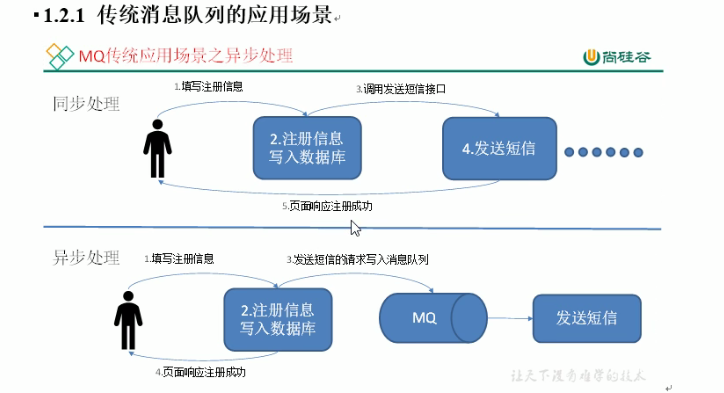 1.2.1 传统消息队列的应用场景
MQ传统应用场景之异步处理
尚硅谷
同步处理
1.填写注册信息
3.调用发送短信接口
2.注册信息
写入数据库
4.发送短信
5.页面响应注册成功
异步处理
1.填写注册信息
3.发送短信的请求写入消息队列
2.注册信息
写入数据库
MQ
发送短信
4.页面响应注册成功
让天下没有难学的技术